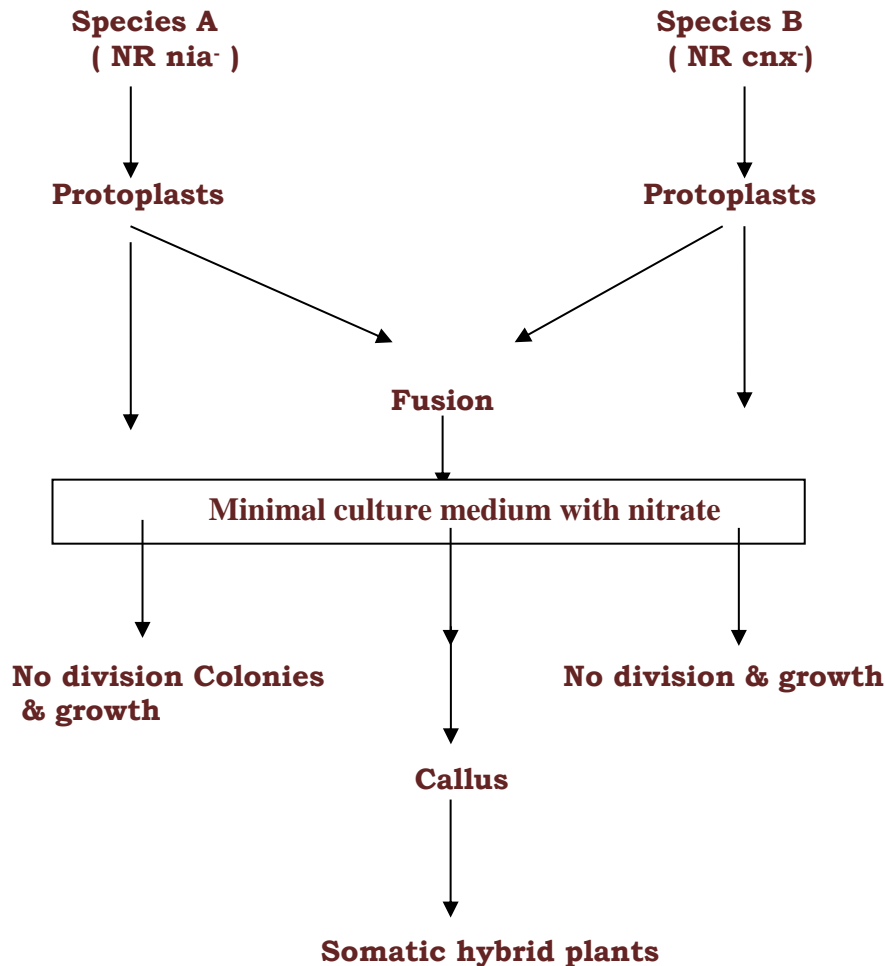 Species A
( NR nia- )
Species B
( NR cnx-)
Protoplasts
Protoplasts
Fusion
Minimal culture medium with nitrate
No division Colonies
& growth
No division & growth
Callus
Somatic hybrid plants